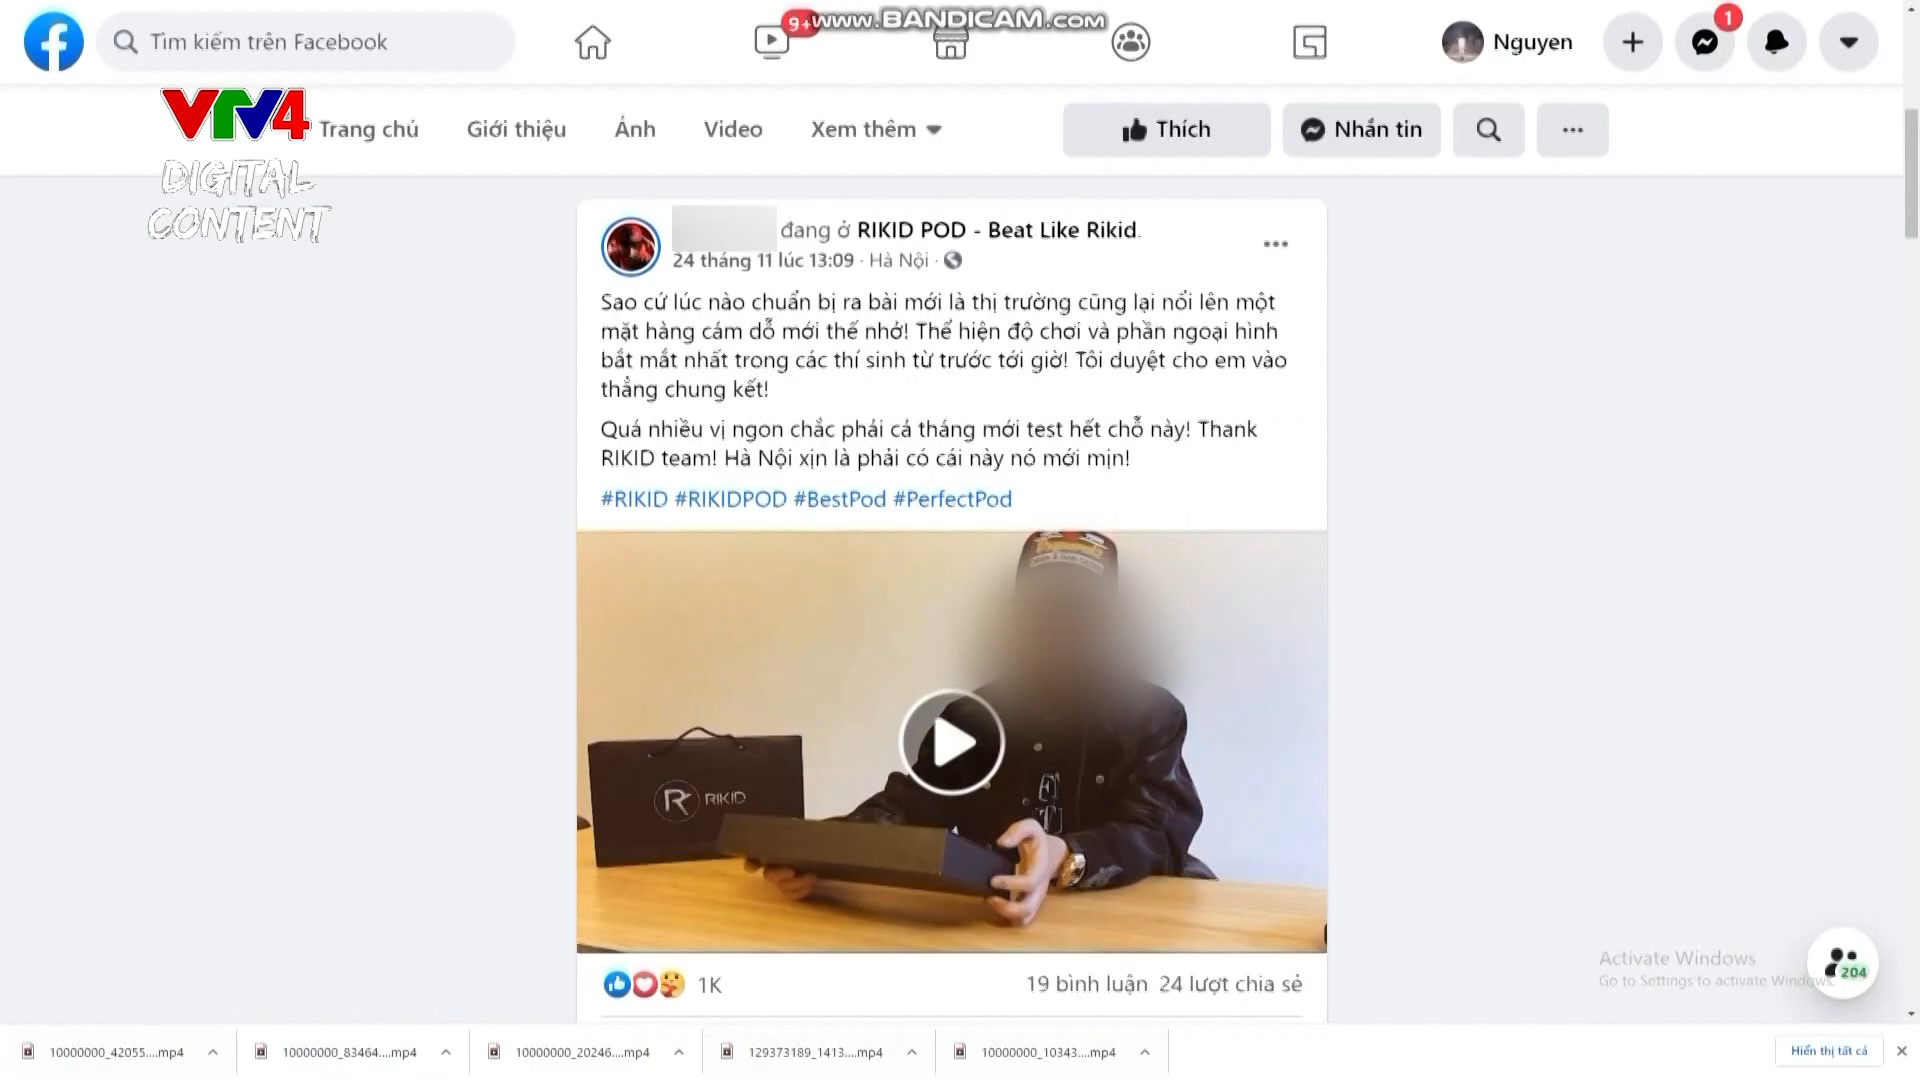 www.BANDICAM.com
Tìm kiếm trên Facebook
9+
Nguyen
1
VTV4
DIGITAL
CONTENT
Trang chủ
Giới thiệu
Ảnh
Video
Xem thêm
Thích
Nhắn tin
đang ở RIKID POD - Beat Like Rikid.
24 tháng 11 lúc 13:09 · Hà Nội ·
Sao cứ lúc nào chuẩn bị ra bài mới là thị trường cũng lại nổi lên một
mặt hàng cám dỗ mới thế nhở! Thể hiện độ chơi và phần ngoại hình
bắt mắt nhất trong các thí sinh từ trước tới giờ! Tôi duyệt cho em vào
thẳng chung kết!
Quá nhiều vị ngon chắc phải cả tháng mới test hết chỗ này! Thank
RIKID team! Hà Nội xịn là phải có cái này nó mới mịn!
#RIKID #RIKIDPOD #BestPod #PerfectPod
R RIKID
1K
19 bình luận 24 lượt chia sẻ
Activate Windows
Go to Settings to activate Windows.
204
10000000_42055....mp4
10000000_83464....mp4
10000000_20246....mp4
129373189_1413....mp4
10000000_10343....mp4
Hiển thị tất cả